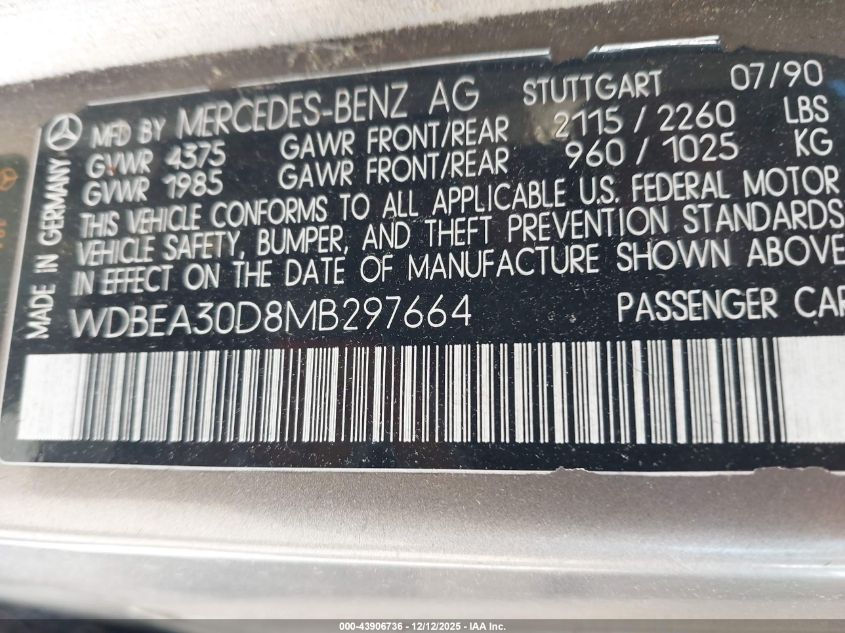 MADE IN GERMANY
MFD BY MERCEDES-BENZ AG STUTTGART 07/90
GVWR 4375 GAWR FRONT/REAR 2115 / 2260 LBS
GVWR 1985 GAWR FRONT/REAR 960 / 1025 KG
THIS VEHICLE CONFORMS TO ALL APPLICABLE U.S. FEDERAL MOTOR
VEHICLE SAFETY, BUMPER, AND THEFT PREVENTION STANDARDS
IN EFFECT ON THE DATE OF MANUFACTURE SHOWN ABOVE
WDBEA30D8MB297664 PASSENGER CAR
000-43906736 - 12/12/2025 - IAA Inc.